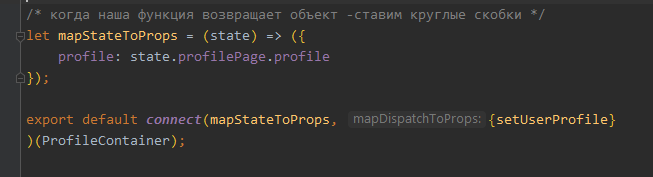 /* когда наша функция возвращает объект -ставим круглые скобки */
let mapStateToProps = (state) => ({
    profile: state.profilePage.profile
});
export default connect(mapStateToProps, mapDispatchToProps: {setUserProfile}
)(ProfileContainer);